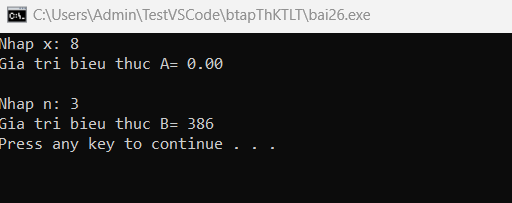 C:\Users\Admin\TestVSCode\btapThKTLT\bai26.exe
Nhap x: 8
Gia tri bieu thuc A= 0.00
Nhap n: 3
Gia tri bieu thuc B= 386
Press any key to continue . . .